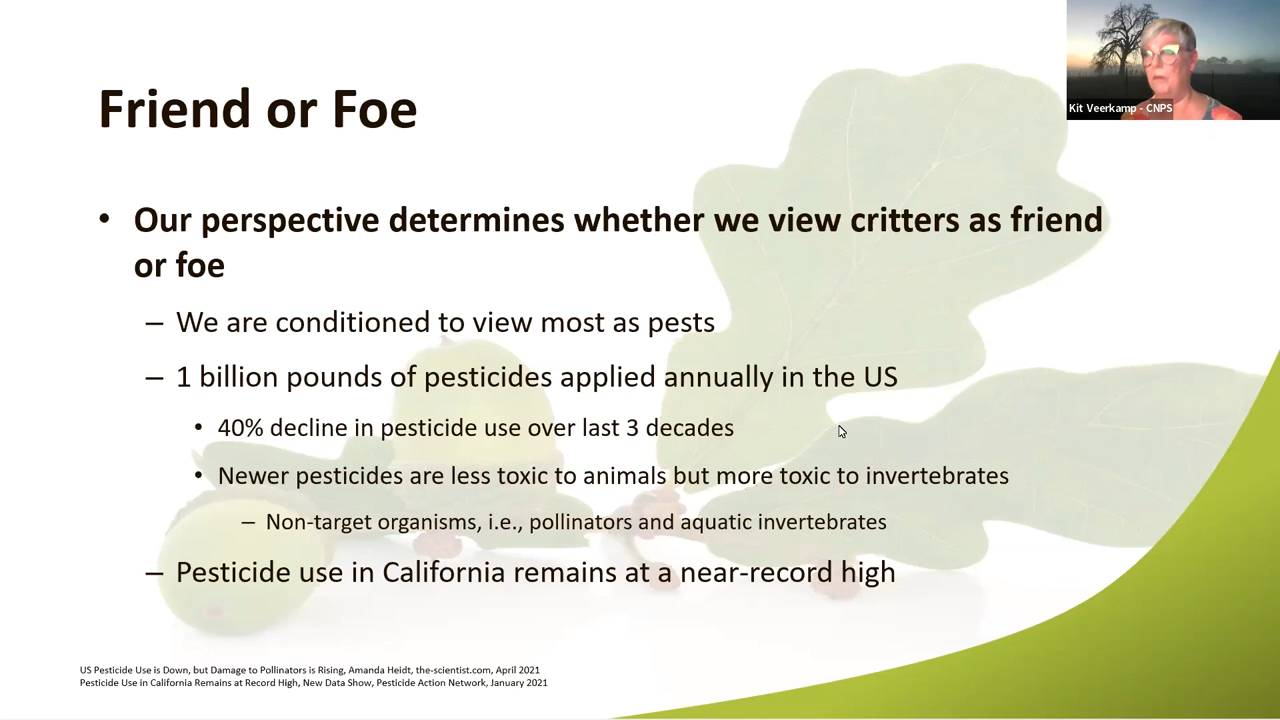 Kit Veerkamp - CNPS
Friend or Foe
• Our perspective determines whether we view critters as friend
or foe
– We are conditioned to view most as pests
– 1 billion pounds of pesticides applied annually in the US
• 40% decline in pesticide use over last 3 decades
• Newer pesticides are less toxic to animals but more toxic to invertebrates
– Non-target organisms, i.e., pollinators and aquatic invertebrates
– Pesticide use in California remains at a near-record high
US Pesticide Use is Down, but Damage to Pollinators is Rising, Amanda Heidt, the-scientist.com, April 2021
Pesticide Use in California Remains at Record High, New Data Show, Pesticide Action Network, January 2021